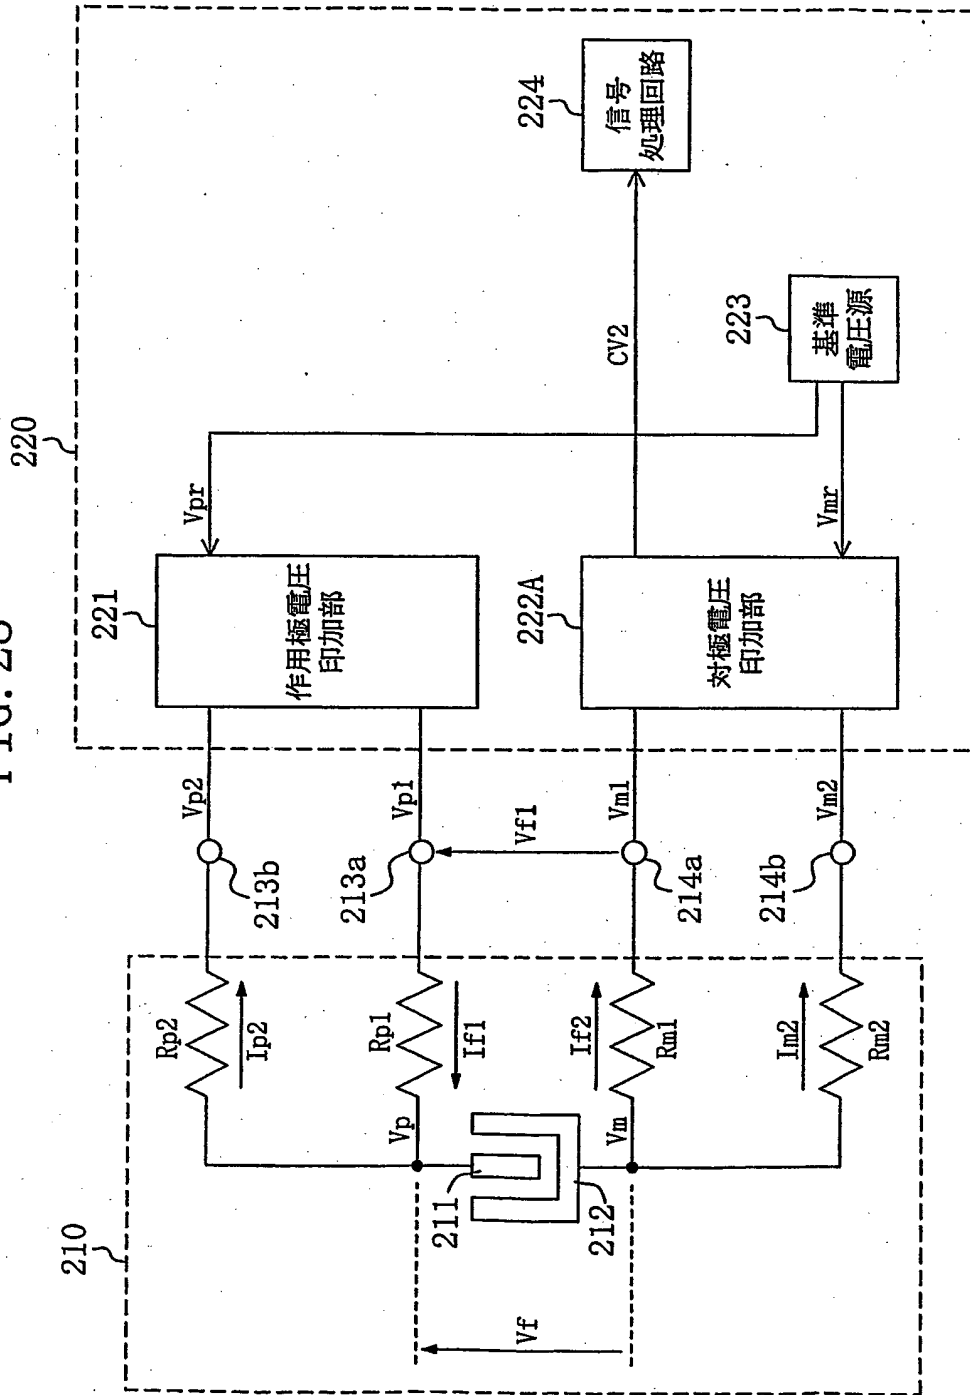 FIG. 28
220
224
信号
処理回路
223
基準
電圧源
CV2
Vpr
Vmr
221
作用極電圧
印加部
222A
対極電圧
印加部
Vp2
Vp1
Vm1
Vm2
Vf1
213b
213a
214a
214b
210
Rp2
Ip2
Rp1
If1
If2
Rm1
Im2
Rm2
Vp
Vm
211
212
Vf